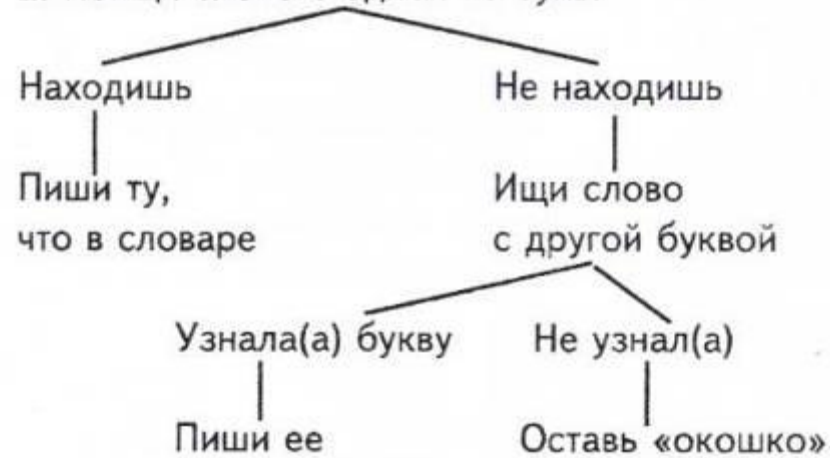 Находишь
Не находишь
Пиши ту,
что в словаре
Ищи слово
с другой буквой
Узнала(а) букву
Не узнал(а)
Пиши ее
Оставь «окошко»